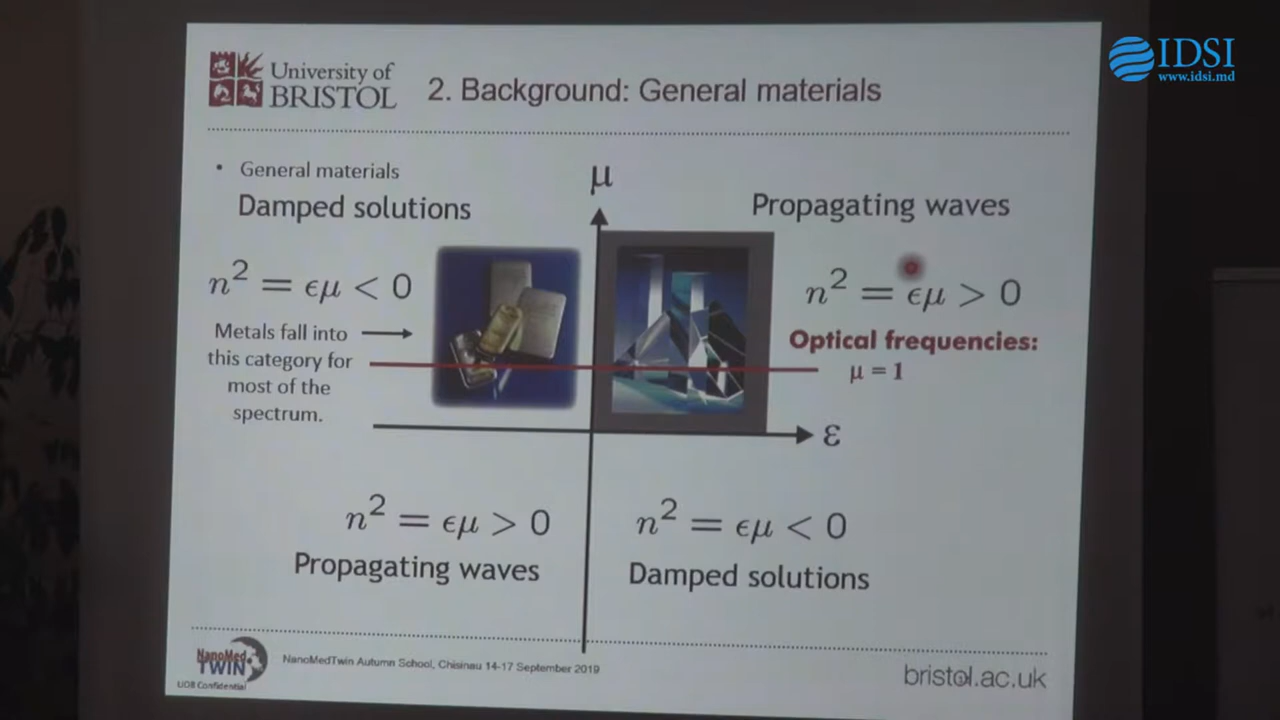 IDSI
www.idsi.md
University of
BRISTOL
2. Background: General materials
• General materials
Damped solutions
μ
Propagating waves
n² = ϵμ < 0
n² = ϵμ > 0
Metals fall into
this category for
most of the
spectrum.
Optical frequencies:
μ = 1
ε
n² = ϵμ > 0
Propagating waves
n² = ϵμ < 0
Damped solutions
NanoMed
TWIN
UOB Confidential
NanoMedTwin Autumn School, Chisinau 14-17 September 2019
bristol.ac.uk